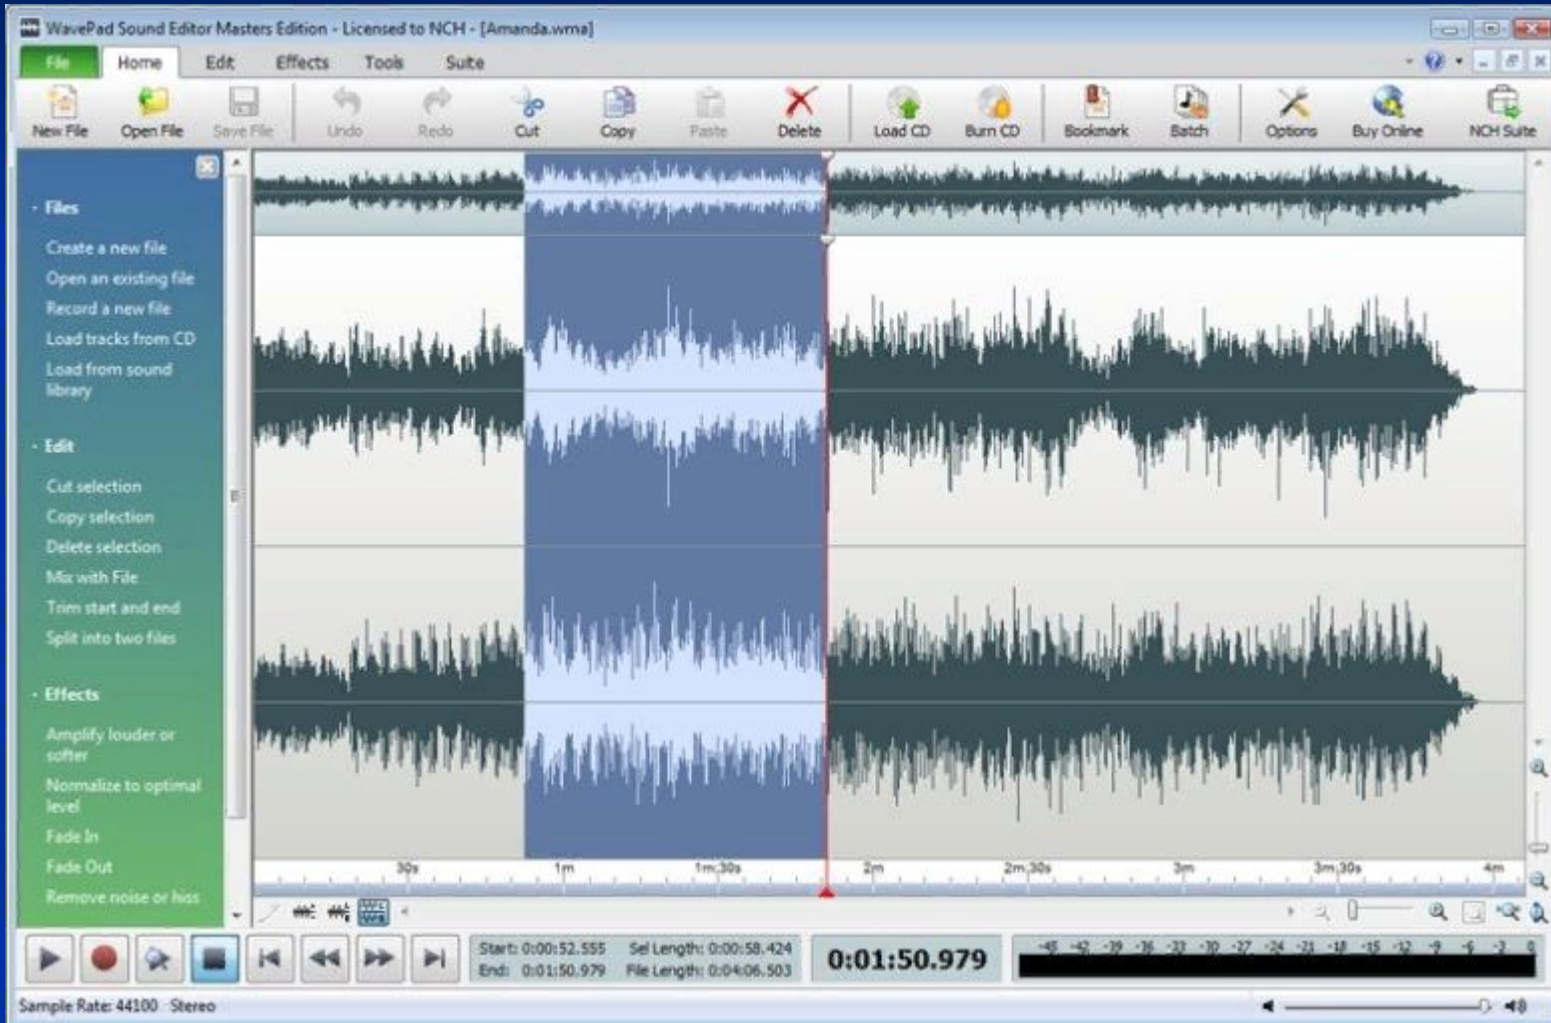 WavePad Sound Editor Masters Edition - Licensed to NCH - [Amanda.wma]
File Home Edit Effects Tools Suite
New File Open File Save File Undo Redo Cut Copy Paste Delete Load CD Burn CD Bookmark Batch Options Buy Online NCH Suite
Files
Create a new file
Open an existing file
Record a new file
Load tracks from CD
Load from sound
library
Edit
Cut selection
Copy selection
Delete selection
Mix with File
Trim start and end
Split into two files
Effects
Amplify louder or
softer
Normalize to optimal
level
Fade In
Fade Out
Remove noise or hiss
30s 1m 1m;30s 2m 2m;30s 3m 3m;30s 4m
Start: 0:00:52.555 Sel Length: 0:00:58.424
End: 0:01:50.979 File Length: 0:04:06.503
0:01:50.979
-45 -42 -39 -36 -33 -30 -27 -24 -21 -18 -15 -12 -9 -6 -3 0
Sample Rate: 44100 Stereo